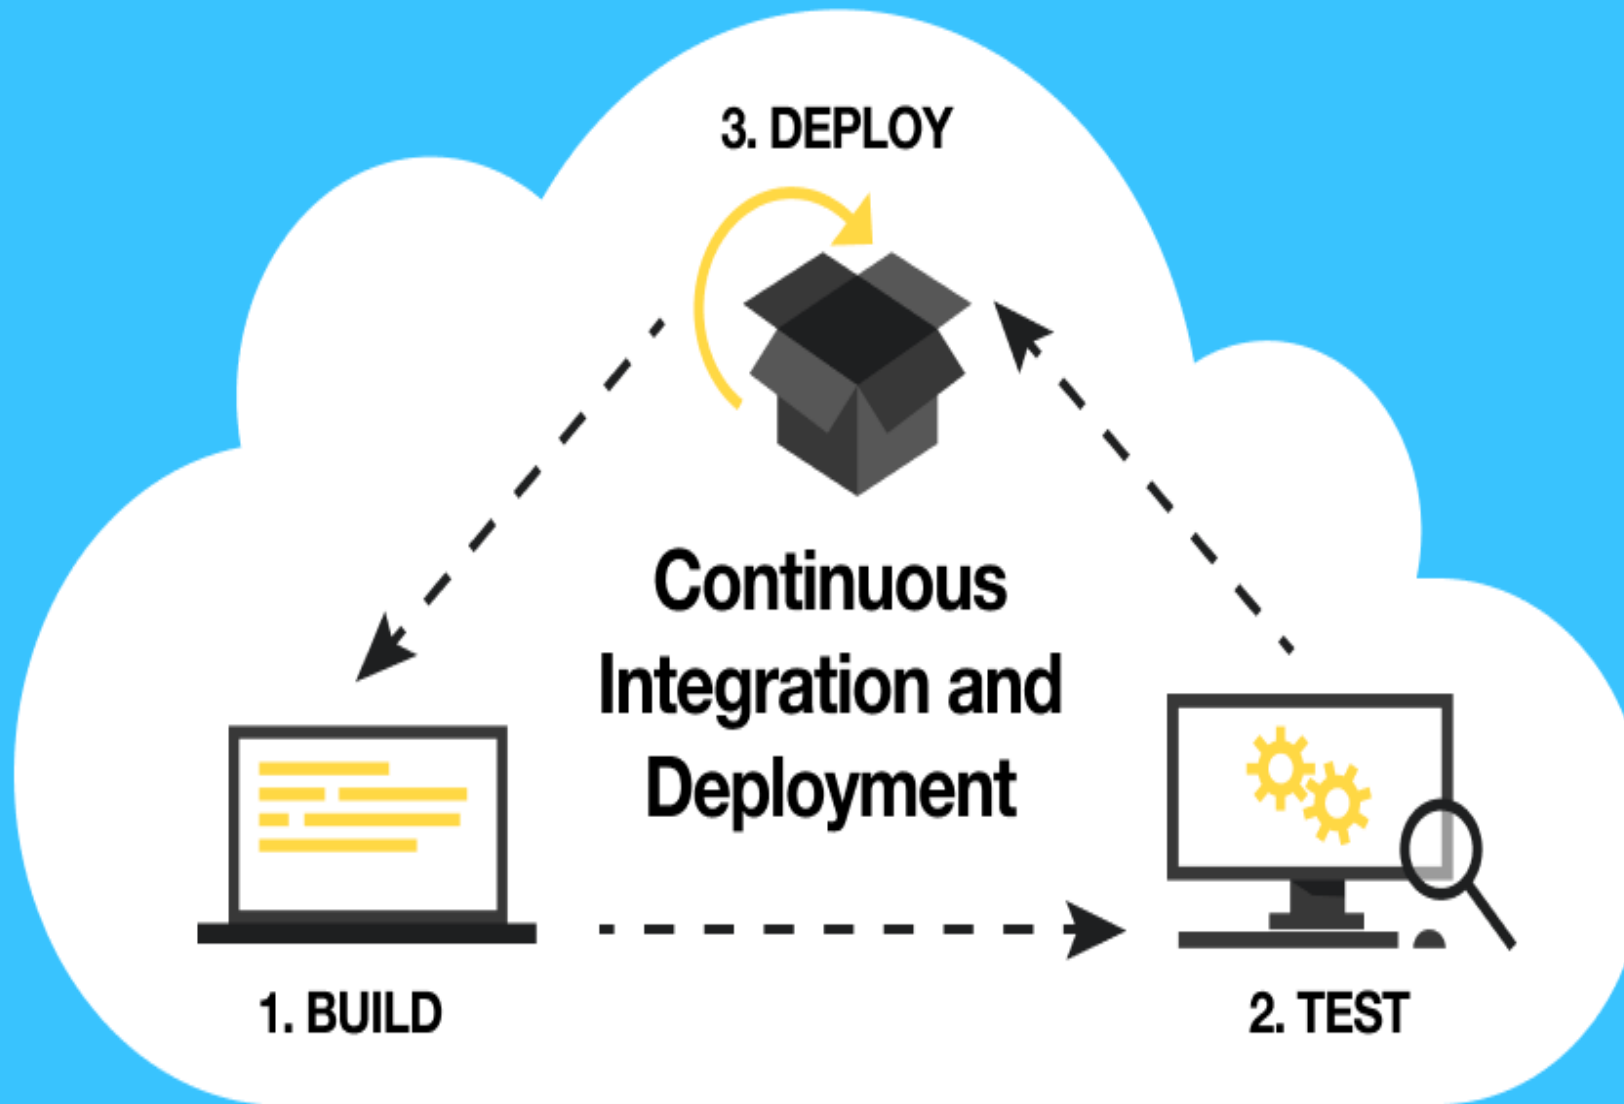 3. DEPLOY
Continuous
Integration and
Deployment
1. BUILD
2. TEST